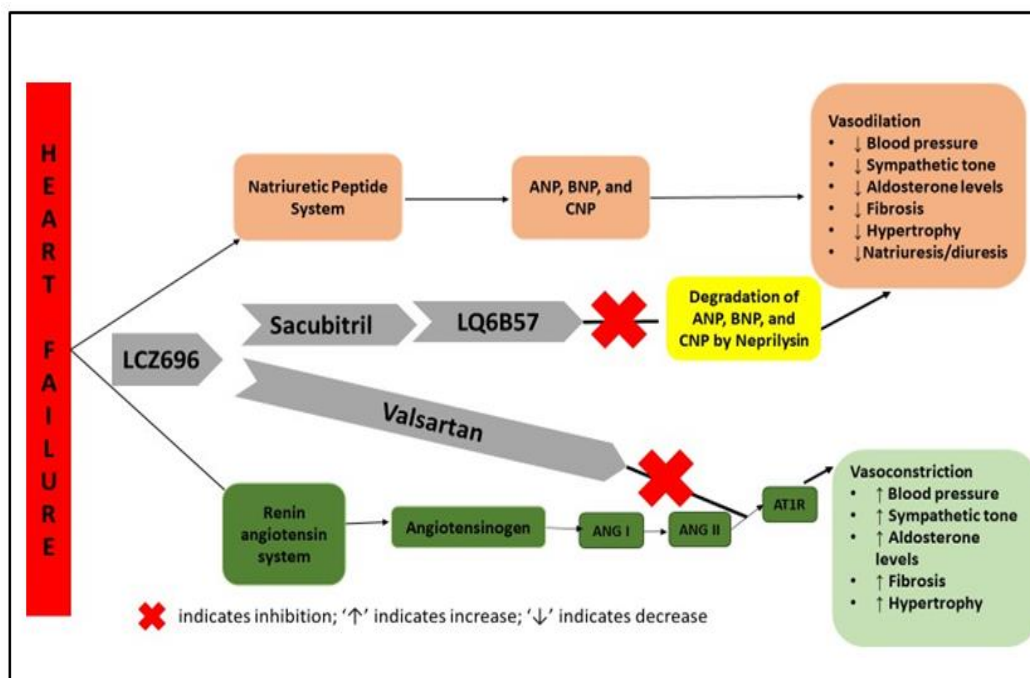 HEART FAILURE
Natriuretic Peptide
System
ANP, BNP, and
CNP
Vasodilation
• ↓ Blood pressure
• ↓ Sympathetic tone
• ↓ Aldosterone levels
• ↓ Fibrosis
• ↓ Hypertrophy
• ↓Natriuresis/diuresis
LCZ696
Sacubitril
LQ6B57
Degradation of
ANP, BNP, and
CNP by Neprilysin
Valsartan
Renin
angiotensin
system
Angiotensinogen
ANG I
ANG II
AT1R
Vasoconstriction
• ↑ Blood pressure
• ↑ Sympathetic tone
• ↑ Aldosterone
levels
• ↑ Fibrosis
• ↑ Hypertrophy
indicates inhibition; ‘↑’ indicates increase; ‘↓’ indicates decrease